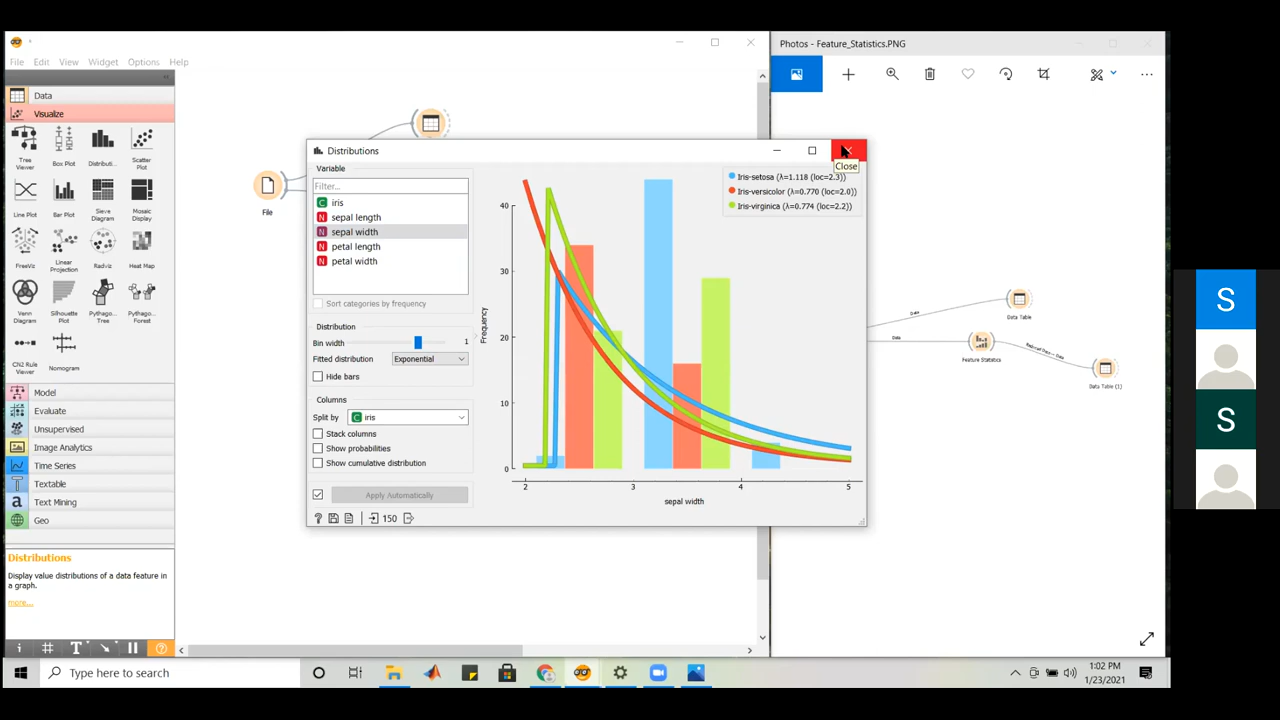 File Edit View Widget Options Help
Data
Visualize
Tree Viewer
Box Plot
Distributi...
Scatter Plot
Line Plot
Bar Plot
Sieve Diagram
Mosaic Display
FreeViz
Linear Projection
Radviz
Heat Map
Venn Diagram
Silhouette Plot
Pythago... Tree
Pythago... Forest
CN2 Rule Viewer
Nomogram
Model
Evaluate
Unsupervised
Image Analytics
Time Series
Textable
Text Mining
Geo
Distributions
Display value distributions of a data feature in
a graph.
more...
File
Distributions
Close
Variable
Filter...
C iris
N sepal length
N sepal width
N petal length
N petal width
Sort categories by frequency
Distribution
Bin width 1
Fitted distribution Exponential
Hide bars
Columns
Split by C iris
Stack columns
Show probabilities
Show cumulative distribution
Apply Automatically
? 150
Iris-setosa (λ=1.118 (loc=2.3))
Iris-versicolor (λ=0.770 (loc=2.0))
Iris-virginica (λ=0.774 (loc=2.2))
Frequency
40
30
20
10
0
2 3 4 5
sepal width
Photos - Feature_Statistics.PNG
Data
Data Table
Data
Feature Statistics
Reduced Data → Data
Data Table (1)
S
S
Type here to search
1:02 PM
1/23/2021